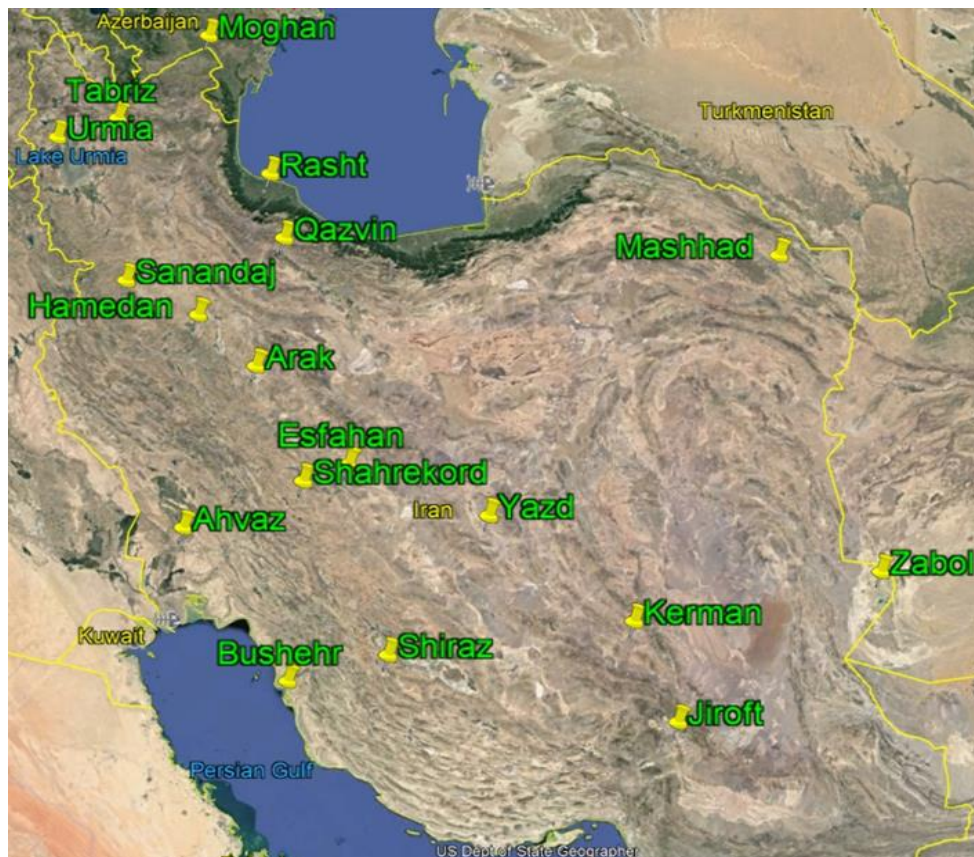 Azerbaijan
Moghan
Tabriz
Urmia
Lake Urmia
Turkmenistan
Rasht
Qazvin
Mashhad
Sanandaj
Hamedan
Arak
Esfahan
Shahrekord
Iran
Yazd
Ahvaz
Zabol
Kerman
Kuwait
Shiraz
Bushehr
Jiroft
Persian Gulf
US Dept of State Geographer